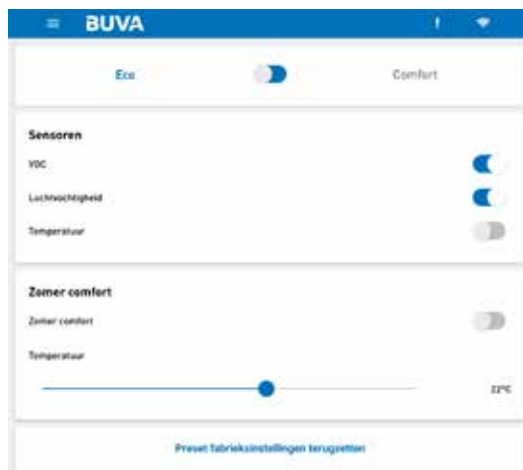 BUVA
Eco Comfort
Sensoren
VOC
Luchtvochtigheid
Temperatuur
Zomer comfort
Zomer comfort
Temperatuur
22°C
Preset fabrieksinstellingen terugzetten